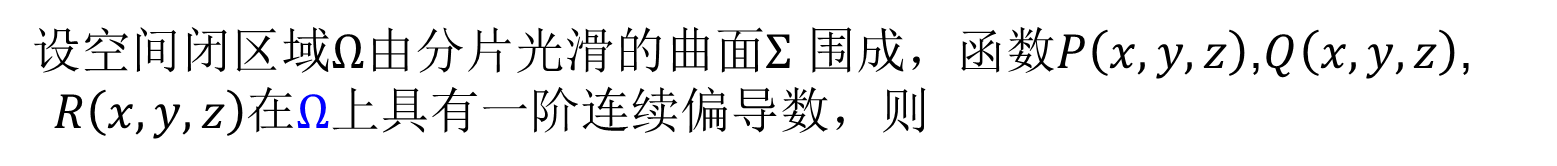 设空间闭区域Ω由分片光滑的曲面Σ 围成，函数P(x, y, z),Q(x, y, z),
R(x, y, z)在Ω上具有一阶连续偏导数，则